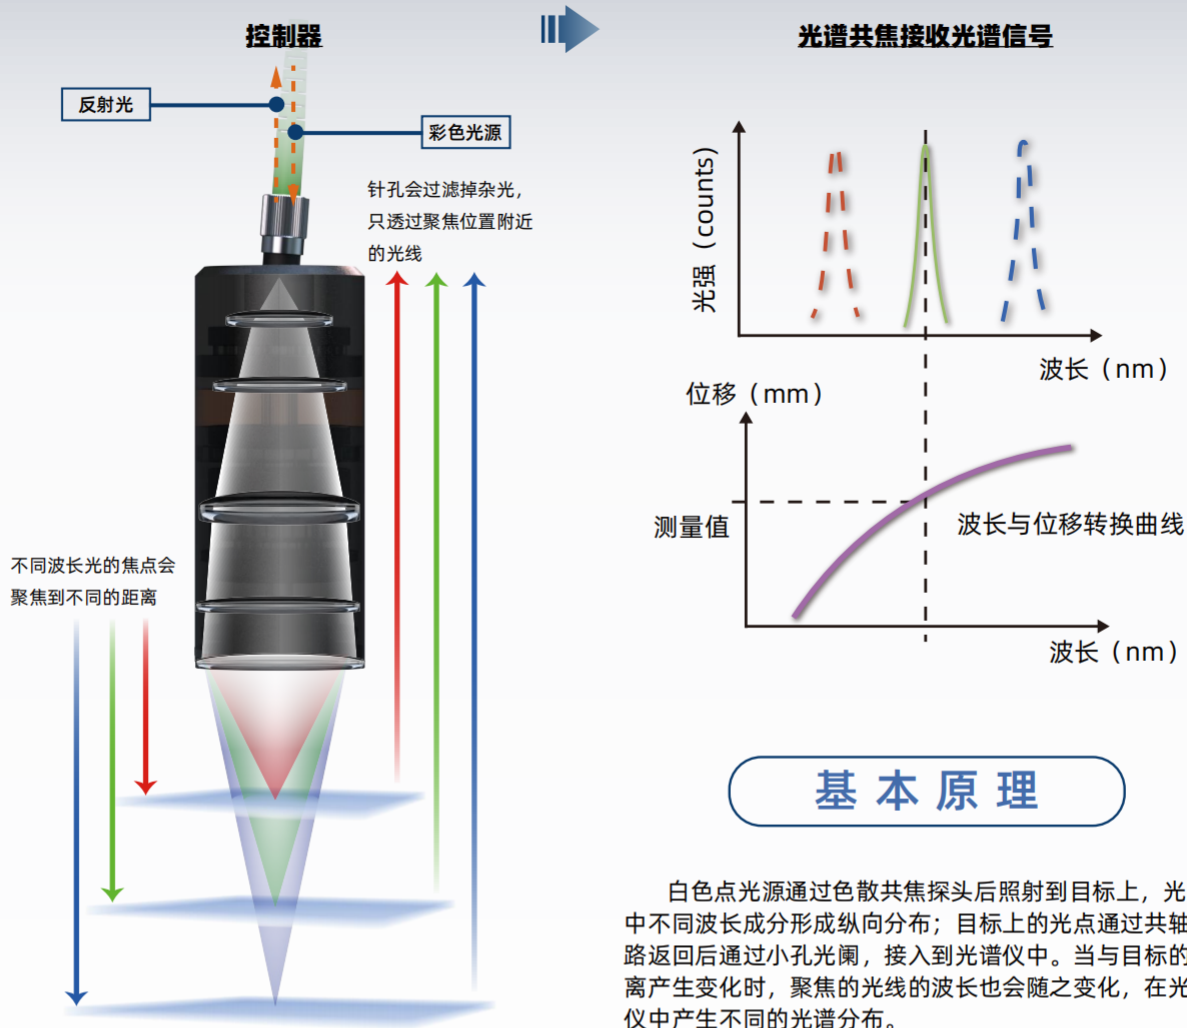 控制器
光谱共焦接收光谱信号
反射光
彩色光源
针孔会过滤掉杂光，
只透过聚焦位置附近
的光线
不同波长光的焦点会
聚焦到不同的距离
光强（counts）
波长（nm）
位移（mm）
测量值
波长与位移转换曲线
波长（nm）
基本原理
白色点光源通过色散共焦探头后照射到目标上，光
中不同波长成分形成纵向分布；目标上的光点通过共轴
路返回后通过小孔光阑，接入到光谱仪中。当与目标的
离产生变化时，聚焦的光线的波长也会随之变化，在光
仪中产生不同的光谱分布。